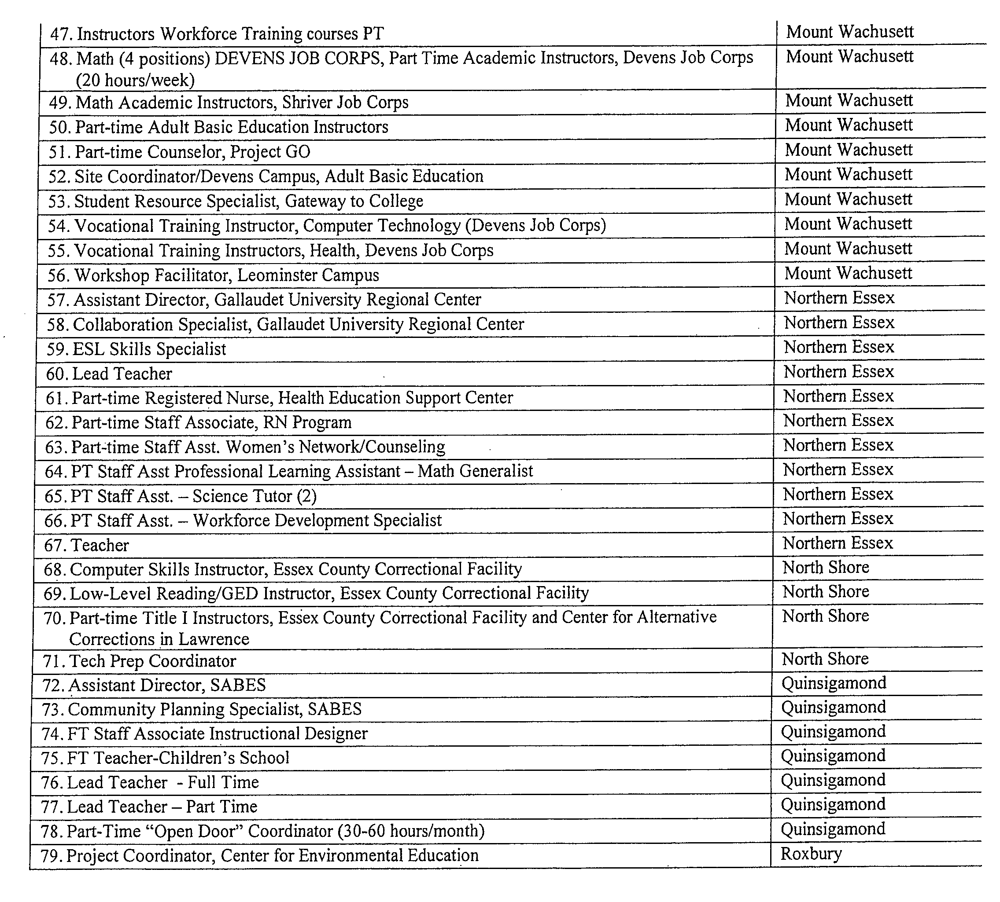 47. Instructors Workforce Training courses PT Mount Wachusett
48. Math (4 positions) DEVENS JOB CORPS, Part Time Academic Instructors, Devens Job Corps Mount Wachusett
(20 hours/week)
49. Math Academic Instructors, Shriver Job Corps Mount Wachusett
50. Part-time Adult Basic Education Instructors Mount Wachusett
51. Part-time Counselor, Project GO Mount Wachusett
52. Site Coordinator/Devens Campus, Adult Basic Education Mount Wachusett
53. Student Resource Specialist, Gateway to College Mount Wachusett
54. Vocational Training Instructor, Computer Technology (Devens Job Corps) Mount Wachusett
55. Vocational Training Instructors, Health, Devens Job Corps Mount Wachusett
56. Workshop Facilitator, Leominster Campus Mount Wachusett
57. Assistant Director, Gallaudet University Regional Center Northern Essex
58. Collaboration Specialist, Gallaudet University Regional Center Northern Essex
59. ESL Skills Specialist Northern Essex
60. Lead Teacher Northern Essex
61. Part-time Registered Nurse, Health Education Support Center Northern Essex
62. Part-time Staff Associate, RN Program Northern Essex
63. Part-time Staff Asst. Women's Network/Counseling Northern Essex
64. PT Staff Asst Professional Learning Assistant – Math Generalist Northern Essex
65. PT Staff Asst. – Science Tutor (2) Northern Essex
66. PT Staff Asst. – Workforce Development Specialist Northern Essex
67. Teacher Northern Essex
68. Computer Skills Instructor, Essex County Correctional Facility North Shore
69. Low-Level Reading/GED Instructor, Essex County Correctional Facility North Shore
70. Part-time Title I Instructors, Essex County Correctional Facility and Center for Alternative North Shore
Corrections in Lawrence
71. Tech Prep Coordinator North Shore
72. Assistant Director, SABES Quinsigamond
73. Community Planning Specialist, SABES Quinsigamond
74. FT Staff Associate Instructional Designer Quinsigamond
75. FT Teacher-Children's School Quinsigamond
76. Lead Teacher - Full Time Quinsigamond
77. Lead Teacher – Part Time Quinsigamond
78. Part-Time “Open Door” Coordinator (30-60 hours/month) Quinsigamond
79. Project Coordinator, Center for Environmental Education Roxbury